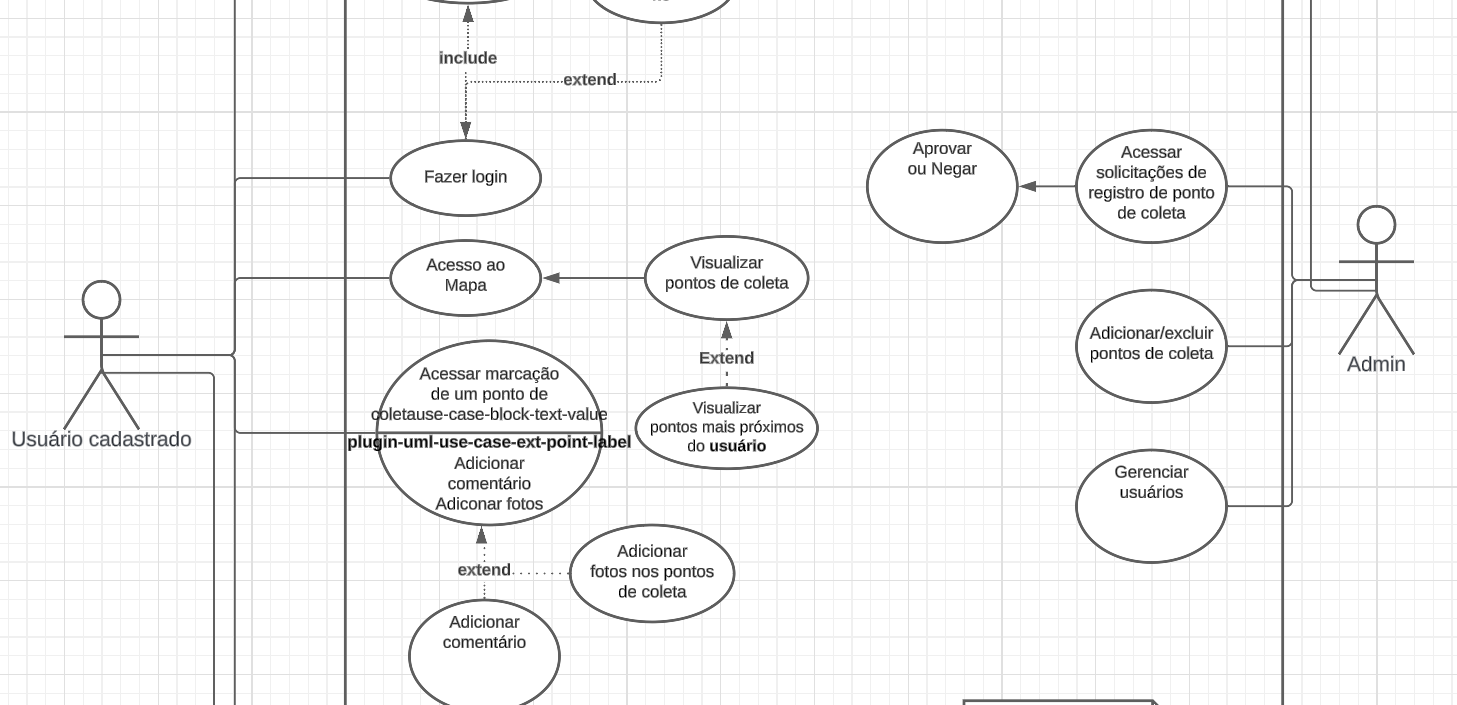 include
extend
Fazer login
Aprovar
ou Negar
Acessar
solicitações de
registro de ponto
de coleta
Acesso ao
Mapa
Visualizar
pontos de coleta
Extend
Adicionar/excluir
pontos de coleta
Admin
Acessar marcação
de um ponto de
coletause-case-block-text-value
plugin-uml-use-case-ext-point-label
Adicionar
comentário
Adiconar fotos
Visualizar
pontos mais próximos
do usuário
Usuário cadastrado
Gerenciar
usuários
extend
Adicionar
fotos nos pontos
de coleta
Adicionar
comentário